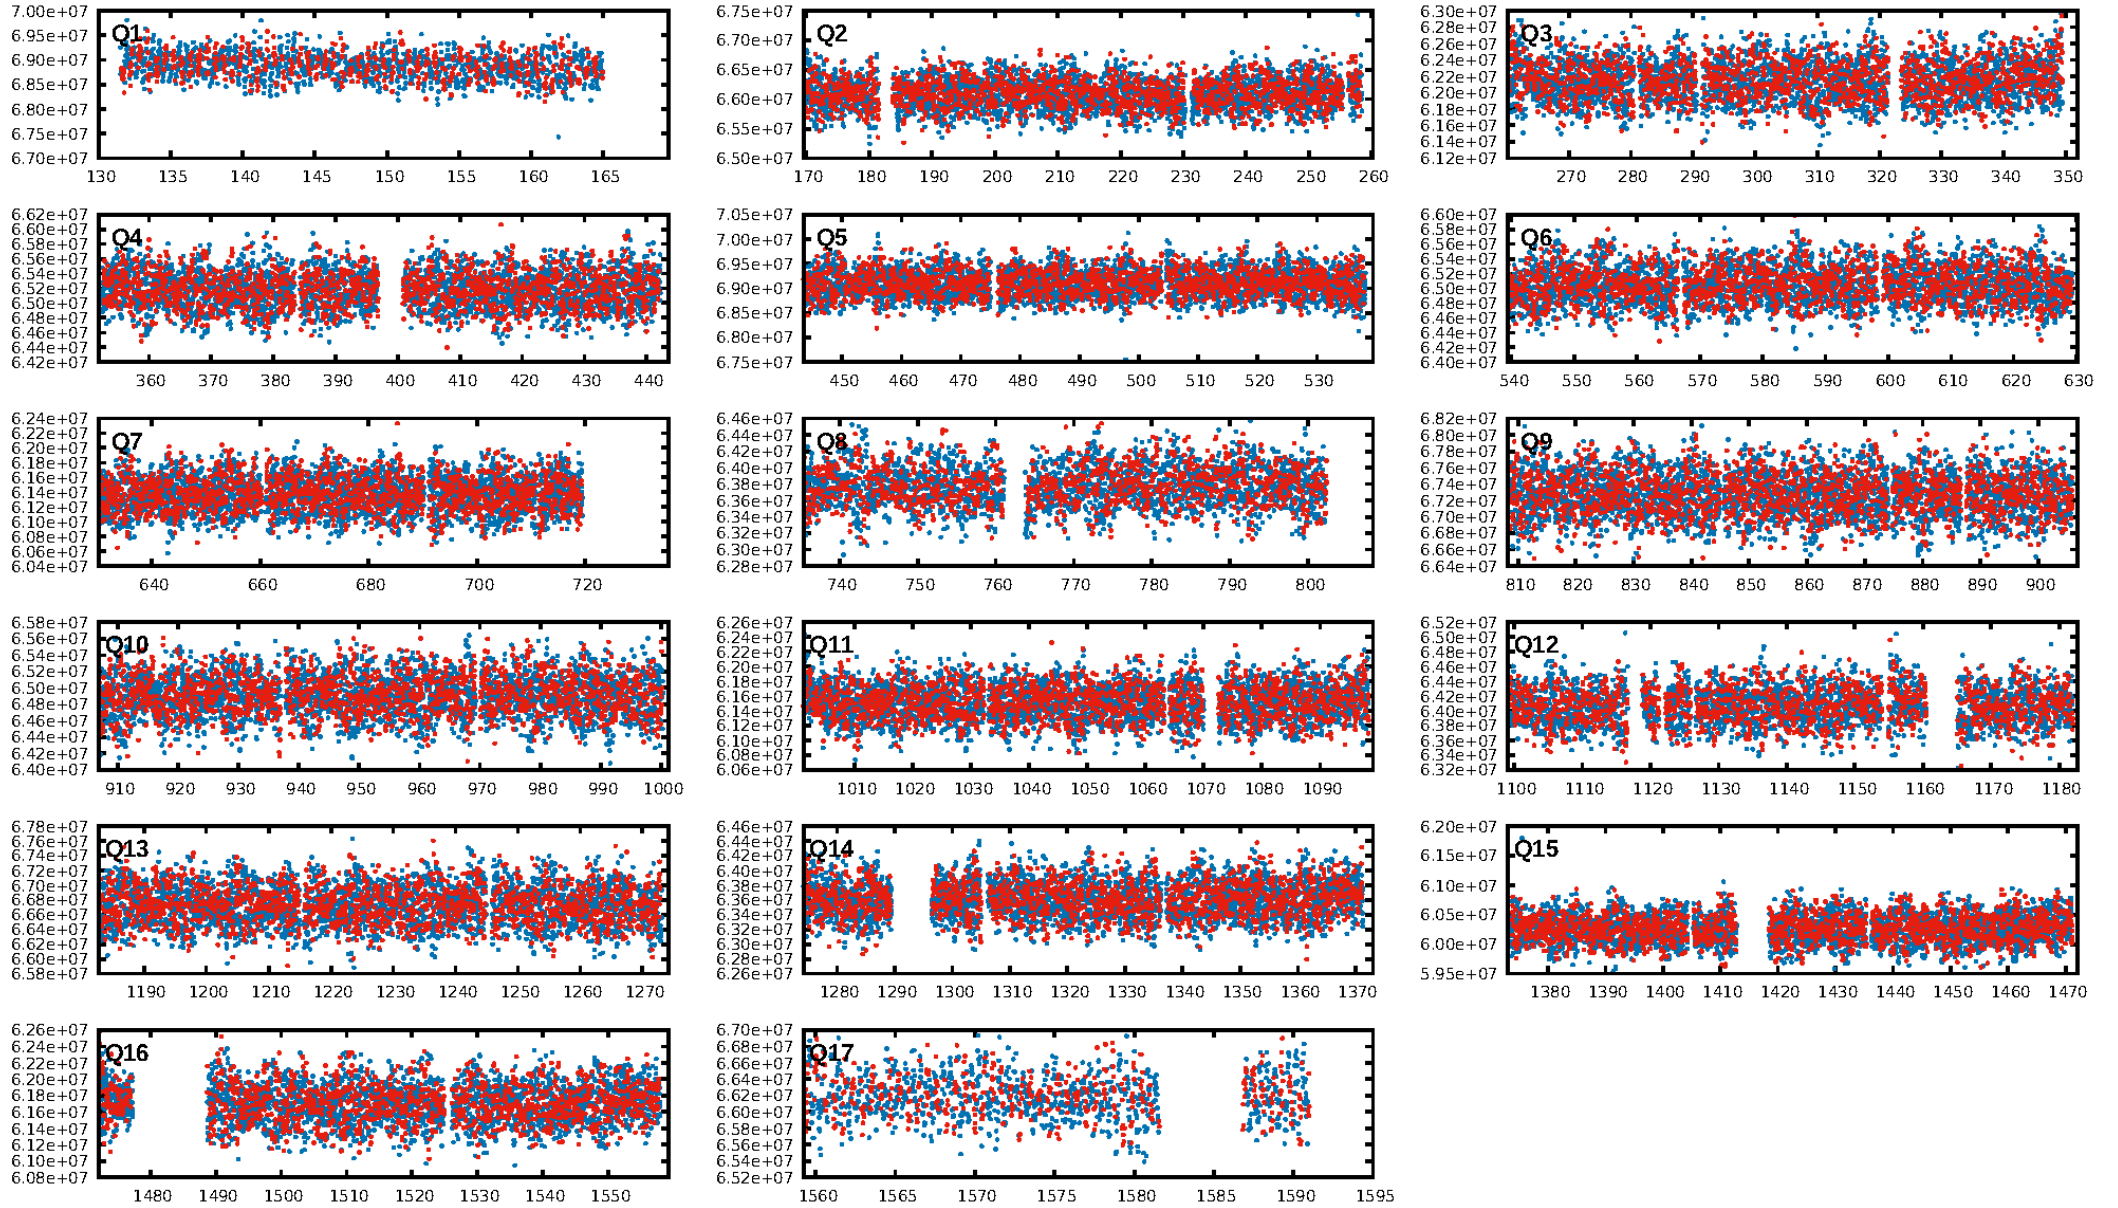 Q1
7.00e+07
6.95e+07
6.90e+07
6.85e+07
6.80e+07
6.75e+07
6.70e+07
130 135 140 145 150 155 160 165
Q2
6.75e+07
6.70e+07
6.65e+07
6.60e+07
6.55e+07
6.50e+07
170 180 190 200 210 220 230 240 250 260
Q3
6.30e+07
6.28e+07
6.26e+07
6.24e+07
6.22e+07
6.20e+07
6.18e+07
6.16e+07
6.14e+07
6.12e+07
270 280 290 300 310 320 330 340 350
Q4
6.62e+07
6.60e+07
6.58e+07
6.56e+07
6.54e+07
6.52e+07
6.50e+07
6.48e+07
6.46e+07
6.44e+07
6.42e+07
360 370 380 390 400 410 420 430 440
Q5
7.05e+07
7.00e+07
6.95e+07
6.90e+07
6.85e+07
6.80e+07
6.75e+07
450 460 470 480 490 500 510 520 530
Q6
6.60e+07
6.58e+07
6.56e+07
6.54e+07
6.52e+07
6.50e+07
6.48e+07
6.46e+07
6.44e+07
6.42e+07
6.40e+07
540 550 560 570 580 590 600 610 620 630
Q7
6.24e+07
6.22e+07
6.20e+07
6.18e+07
6.16e+07
6.14e+07
6.12e+07
6.10e+07
6.08e+07
6.06e+07
6.04e+07
640 660 680 700 720
Q8
6.46e+07
6.44e+07
6.42e+07
6.40e+07
6.38e+07
6.36e+07
6.34e+07
6.32e+07
6.30e+07
6.28e+07
740 750 760 770 780 790 800
Q9
6.82e+07
6.80e+07
6.78e+07
6.76e+07
6.74e+07
6.72e+07
6.70e+07
6.68e+07
6.66e+07
6.64e+07
810 820 830 840 850 860 870 880 890 900
Q10
6.58e+07
6.56e+07
6.54e+07
6.52e+07
6.50e+07
6.48e+07
6.46e+07
6.44e+07
6.42e+07
6.40e+07
910 920 930 940 950 960 970 980 990 1000
Q11
6.26e+07
6.24e+07
6.22e+07
6.20e+07
6.18e+07
6.16e+07
6.14e+07
6.12e+07
6.10e+07
6.08e+07
6.06e+07
1010 1020 1030 1040 1050 1060 1070 1080 1090
Q12
6.52e+07
6.50e+07
6.48e+07
6.46e+07
6.44e+07
6.42e+07
6.40e+07
6.38e+07
6.36e+07
6.34e+07
6.32e+07
1100 1110 1120 1130 1140 1150 1160 1170 1180
Q13
6.78e+07
6.76e+07
6.74e+07
6.72e+07
6.70e+07
6.68e+07
6.66e+07
6.64e+07
6.62e+07
6.60e+07
6.58e+07
1190 1200 1210 1220 1230 1240 1250 1260 1270
Q14
6.46e+07
6.44e+07
6.42e+07
6.40e+07
6.38e+07
6.36e+07
6.34e+07
6.32e+07
6.30e+07
6.28e+07
6.26e+07
1280 1290 1300 1310 1320 1330 1340 1350 1360 1370
Q15
6.20e+07
6.15e+07
6.10e+07
6.05e+07
6.00e+07
5.95e+07
1380 1390 1400 1410 1420 1430 1440 1450 1460 1470
Q16
6.26e+07
6.24e+07
6.22e+07
6.20e+07
6.18e+07
6.16e+07
6.14e+07
6.12e+07
6.10e+07
6.08e+07
1480 1490 1500 1510 1520 1530 1540 1550
Q17
6.70e+07
6.68e+07
6.66e+07
6.64e+07
6.62e+07
6.60e+07
6.58e+07
6.56e+07
6.54e+07
6.52e+07
1560 1565 1570 1575 1580 1585 1590 1595